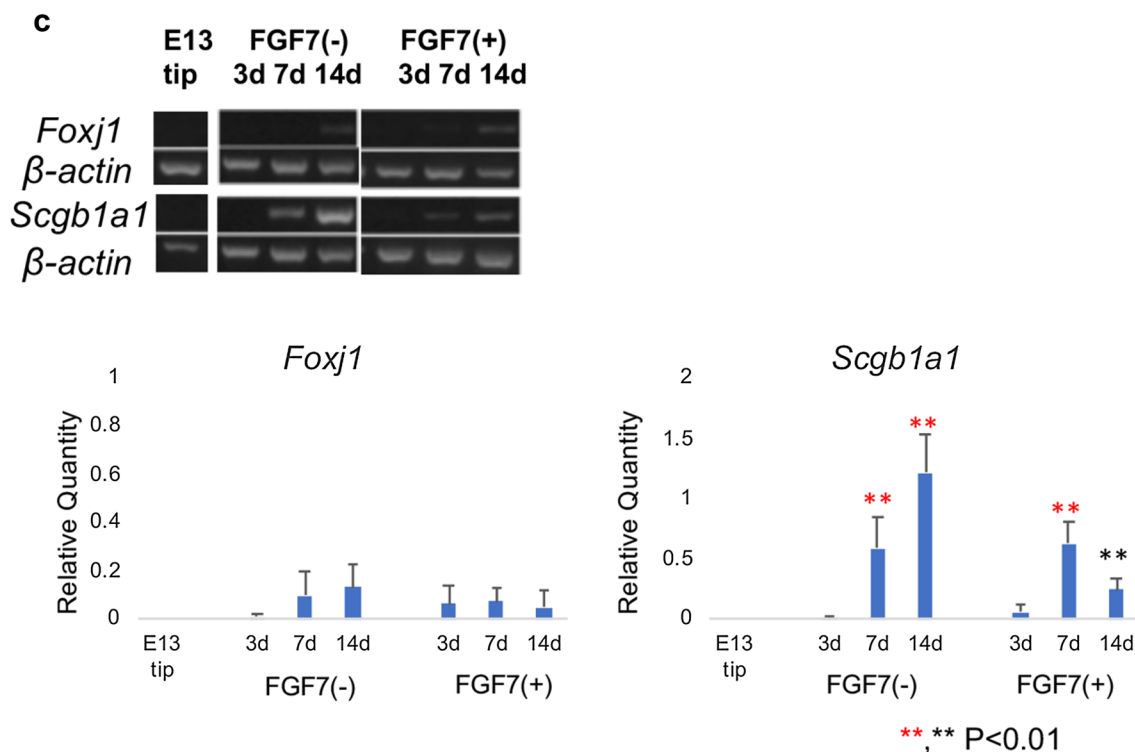 c
E13 FGF7(-) FGF7(+)
tip 3d 7d 14d 3d 7d 14d
Foxj1
β-actin
Scgb1a1
β-actin
Foxj1
Relative Quantity
1
0.8
0.6
0.4
0.2
0
E13 3d 7d 14d 3d 7d 14d
tip
FGF7(-) FGF7(+)
Scgb1a1
Relative Quantity
2
1.5
1
0.5
0
**
**
**
**
E13 3d 7d 14d 3d 7d 14d
tip
FGF7(-) FGF7(+)
**,** P<0.01